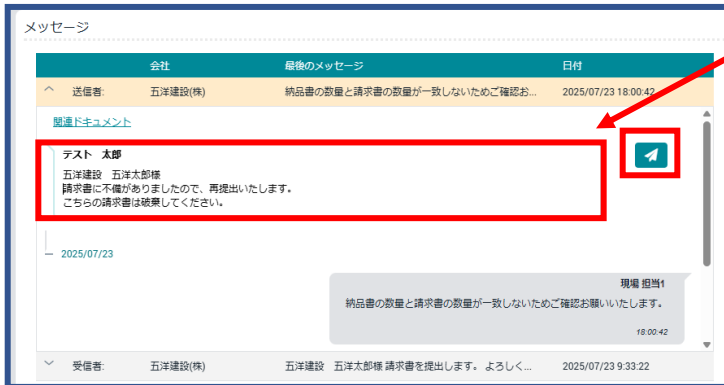 メッセージ
会社 最後のメッセージ 日付
送信者: 五洋建設(株) 納品書の数量と請求書の数量が一致しないためご確認お... 2025/07/23 18:00:42
関連ドキュメント
テスト 太郎
五洋建設 五洋太郎様
請求書に不備がありましたので、再提出いたします。
こちらの請求書は破棄してください。
2025/07/23
現場 担当1
納品書の数量と請求書の数量が一致しないためご確認お願いいたします。
18:00:42
受信者: 五洋建設(株) 五洋建設 五洋太郎様 請求書を提出します。 よろしく... 2025/07/23 9:33:22